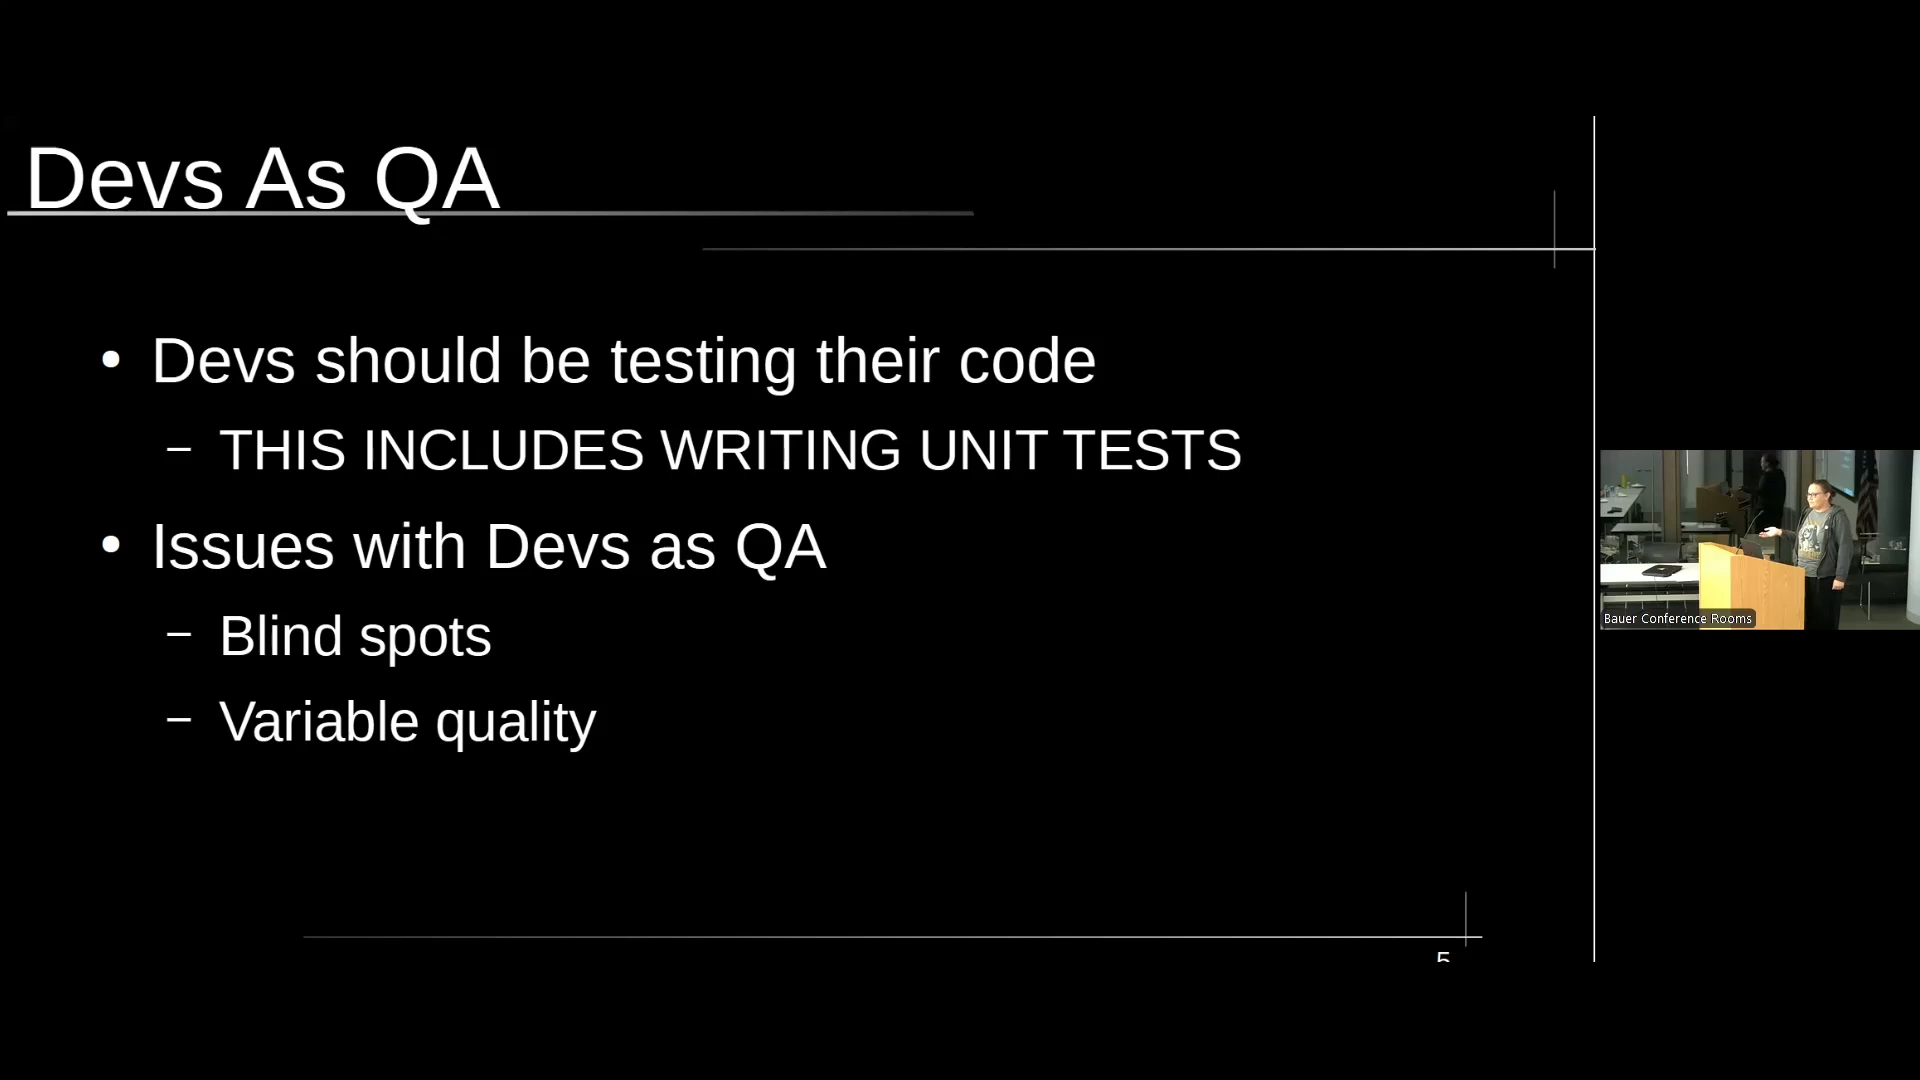 Devs As QA
• Devs should be testing their code
– THIS INCLUDES WRITING UNIT TESTS
• Issues with Devs as QA
– Blind spots
– Variable quality
Bauer Conference Rooms
5